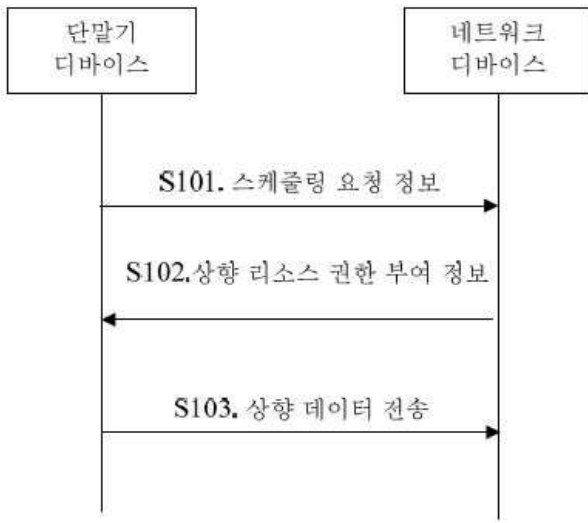 단말기
디바이스
네트워크
디바이스
S101. 스케줄링 요청 정보
S102.상향 리소스 권한 부여 정보
S103. 상향 데이터 전송